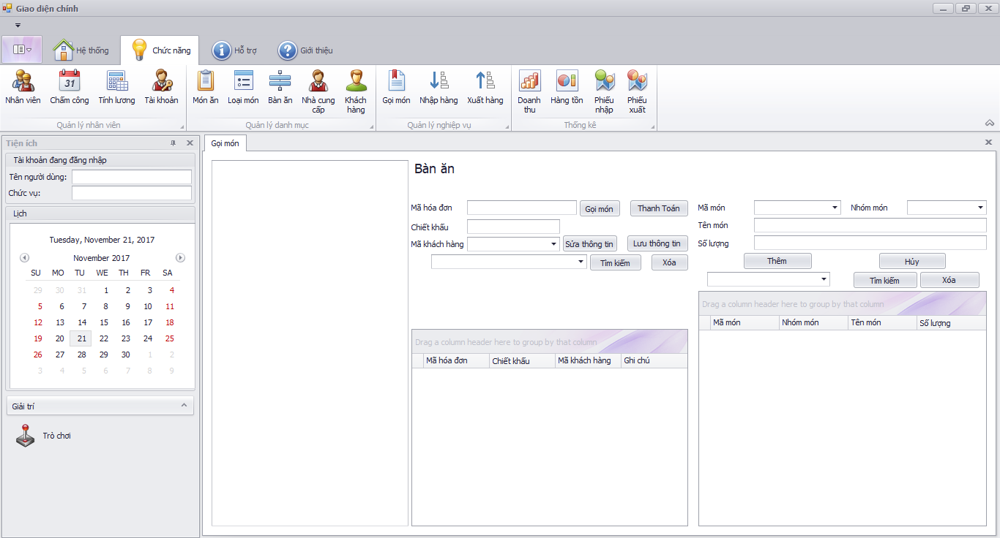 Giao diện chính
Hệ thống
Chức năng
Hỗ trợ
Giới thiệu
Nhân viên
Chấm công
31
Tính lương
Tài khoản
Món ăn
Loại món
Bàn ăn
Nhà cung cấp
Khách hàng
Gọi món
Nhập hàng
Xuất hàng
Doanh thu
Hàng tồn
Phiếu nhập
Phiếu xuất
Quản lý nhân viên
Quản lý danh mục
Quản lý nghiệp vụ
Thống kê
Tiện ích
Tài khoản đang đăng nhập
Tên người dùng:
Chức vụ:
Lịch
Tuesday, November 21, 2017
November 2017
SU MO TU WE TH FR SA
29 30 31 1 2 3 4
5 6 7 8 9 10 11
12 13 14 15 16 17 18
19 20 21 22 23 24 25
26 27 28 29 30 1 2
3 4 5 6 7 8 9
Giải trí
Trò chơi
Gọi món
Bàn ăn
Mã hóa đơn
Gọi món
Thanh Toán
Chiết khấu
Mã khách hàng
Sửa thông tin
Lưu thông tin
Tìm kiếm
Xóa
Drag a column header here to group by that column
Mã hóa đơn
Chiết khấu
Mã khách hàng
Ghi chú
Mã món
Nhóm món
Tên món
Số lượng
Thêm
Hủy
Tìm kiếm
Xóa
Drag a column header here to group by that column
Mã món
Nhóm món
Tên món
Số lượng